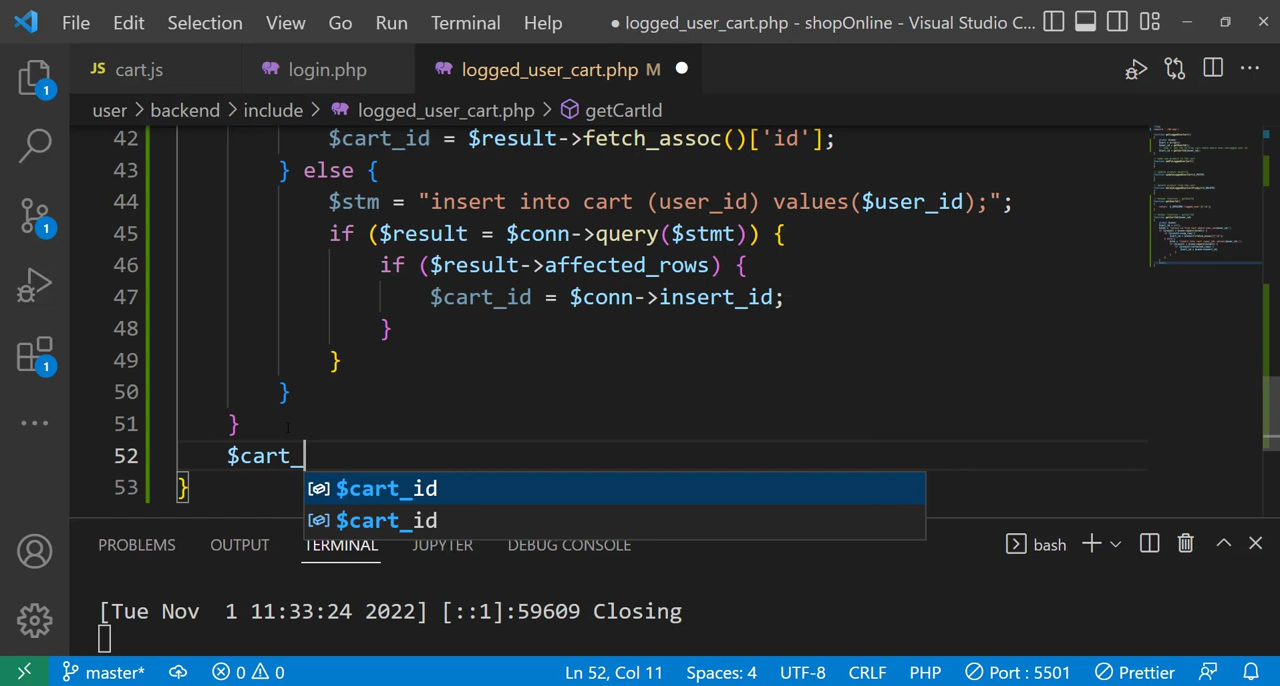 File Edit Selection View Go Run Terminal Help ● logged_user_cart.php - shopOnline - Visual Studio C...
JS cart.js login.php logged_user_cart.php M
user > backend > include > logged_user_cart.php > getCartId
42 $cart_id = $result->fetch_assoc()['id'];
43 } else {
44 $stm = "insert into cart (user_id) values($user_id);";
45 if ($result = $conn->query($stmt)) {
46 if ($result->affected_rows) {
47 $cart_id = $conn->insert_id;
48 }
49 }
50 }
51 }
52 $cart_
53 }
$cart_id
$cart_id
1
1
1
PROBLEMS OUTPUT TERMINAL JUPYTER DEBUG CONSOLE bash
[Tue Nov 1 11:33:24 2022] [::1]:59609 Closing
master* 0 0 Ln 52, Col 11 Spaces: 4 UTF-8 CRLF PHP Port : 5501 Prettier